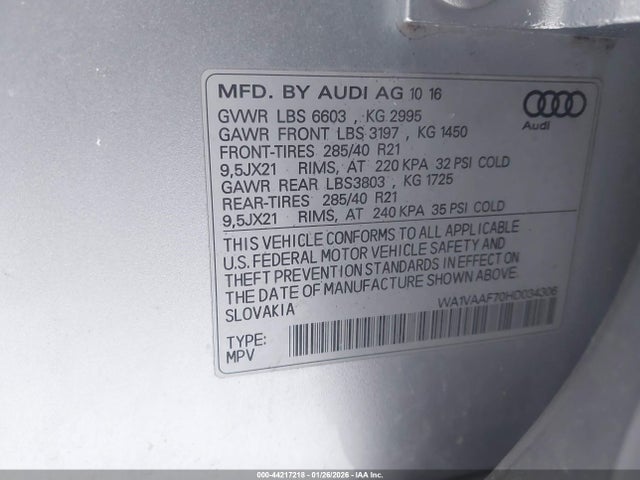 MFD. BY AUDI AG 10 16
GVWR LBS 6603 , KG 2995
GAWR FRONT LBS 3197 , KG 1450
FRONT-TIRES 285/40 R21
9,5JX21 RIMS, AT 220 KPA 32 PSI COLD
GAWR REAR LBS3803 , KG 1725
REAR-TIRES 285/40 R21
9,5JX21 RIMS, AT 240 KPA 35 PSI COLD
Audi
THIS VEHICLE CONFORMS TO ALL APPLICABLE
U.S. FEDERAL MOTOR VEHICLE SAFETY AND
THEFT PREVENTION STANDARDS IN EFFECT ON
THE DATE OF MANUFACTURE SHOWN ABOVE
SLOVAKIA
WA1VAAF70HD034306
TYPE:
MPV
000-44217218 | 01/26/2026 - IAA Inc.